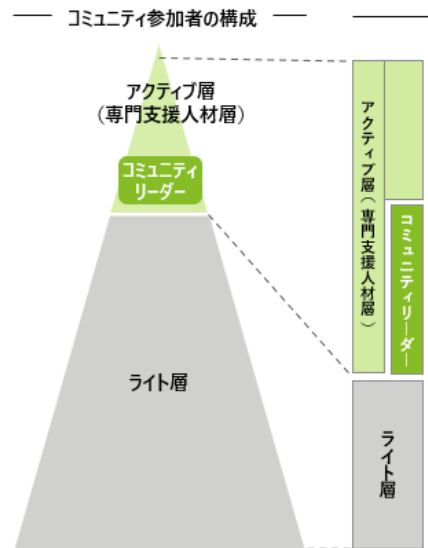 コミュニティ参加者の構成
アクティブ層
（専門支援人材層）
コミュニティ
リーダー
ライト層
アクティブ層（専門支援人材層）
コミュニティリーダー
ライト層